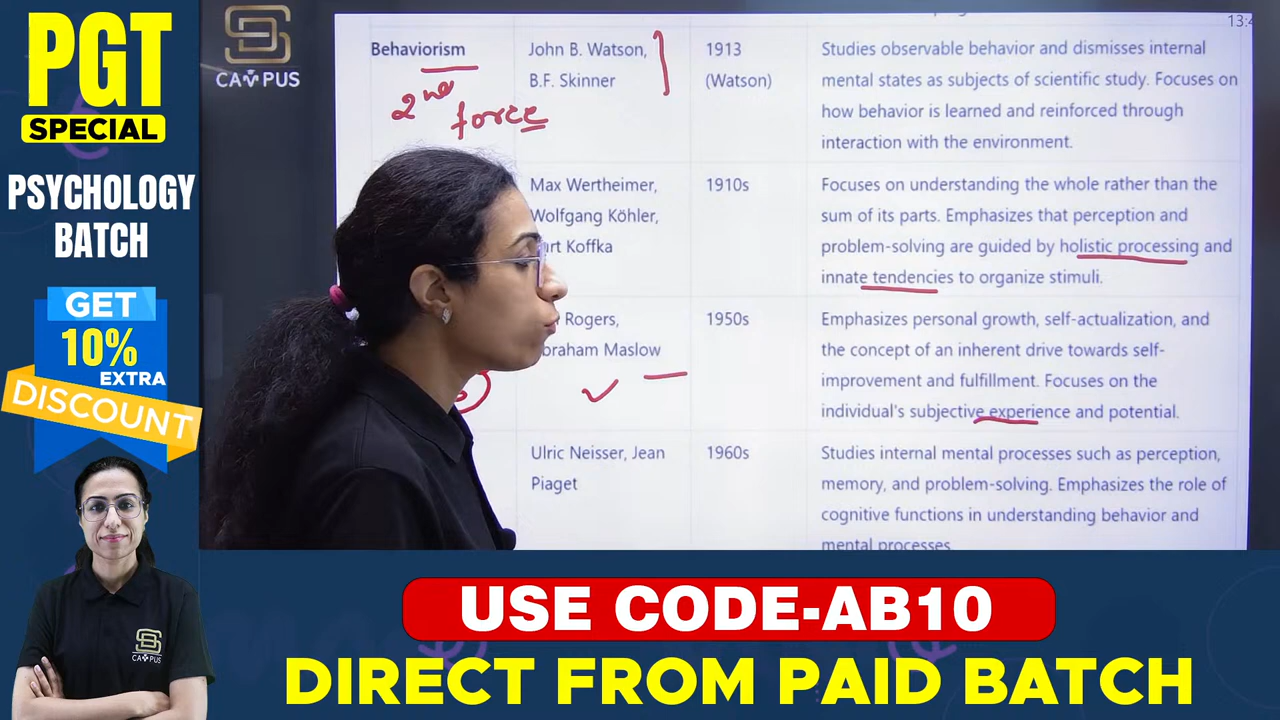 PGT
SPECIAL
PSYCHOLOGY
BATCH
GET
10%
EXTRA
DISCOUNT
CAMPUS
CAMPUS
13:4
Behaviorism
2nd force
John B. Watson,
B.F. Skinner
1913
(Watson)
Studies observable behavior and dismisses internal
mental states as subjects of scientific study. Focuses on
how behavior is learned and reinforced through
interaction with the environment.
Max Wertheimer,
Wolfgang Köhler,
Koffka
1910s
Focuses on understanding the whole rather than the
sum of its parts. Emphasizes that perception and
problem-solving are guided by holistic processing and
innate tendencies to organize stimuli.
Rogers,
Maslow
1950s
Emphasizes personal growth, self-actualization, and
the concept of an inherent drive towards self-
improvement and fulfillment. Focuses on the
individual's subjective experience and potential.
Ulric Neisser, Jean
Piaget
1960s
Studies internal mental processes such as perception,
memory, and problem-solving. Emphasizes the role of
cognitive functions in understanding behavior and
mental processes.
USE CODE-AB10
DIRECT FROM PAID BATCH